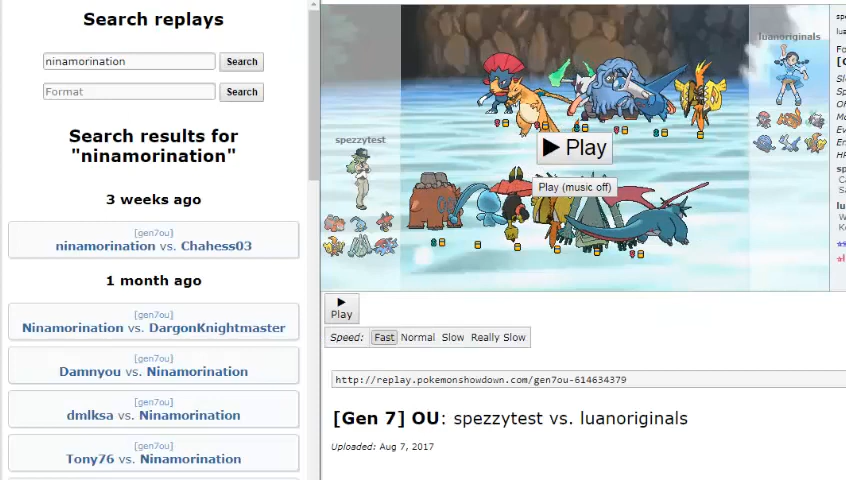 Search replays
ninamorination Search
Format Search
Search results for
"ninamorination"
3 weeks ago
[gen7ou]
ninamorination vs. Chahess03
1 month ago
[gen7ou]
Ninamorination vs. DargonKnightmaster
[gen7ou]
Damnyou vs. Ninamorination
[gen7ou]
dmlksa vs. Ninamorination
[gen7ou]
Tony76 vs. Ninamorination
luanoriginals
spezzytest
Play
Play (music off)
Play
Speed: Fast Normal Slow Really Slow
http://replay.pokemonshowdown.com/gen7ou-614634379
[Gen 7] OU: spezzytest vs. luanoriginals
Uploaded: Aug 7, 2017